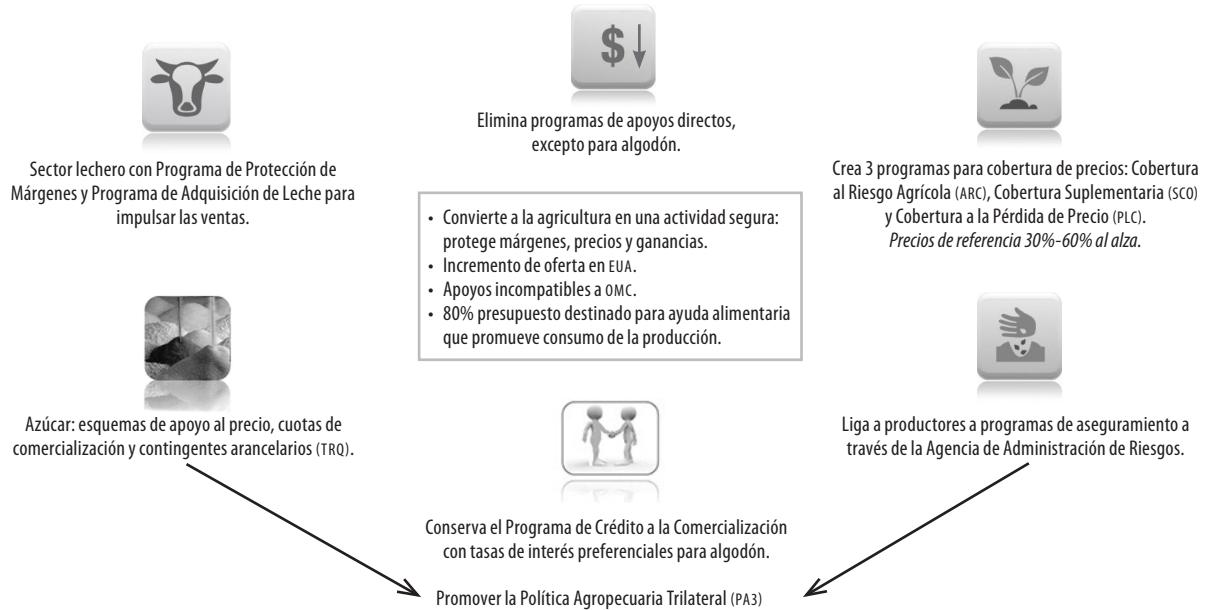 $
Elimina programas de apoyos directos,
excepto para algodón.
Sector lechero con Programa de Protección de
Márgenes y Programa de Adquisición de Leche para
impulsar las ventas.
Crea 3 programas para cobertura de precios: Cobertura
al Riesgo Agrícola (ARC), Cobertura Suplementaria (SCO)
y Cobertura a la Pérdida de Precio (PLC).
Precios de referencia 30%-60% al alza.
• Convierte a la agricultura en una actividad segura:
protege márgenes, precios y ganancias.
• Incremento de oferta en EUA.
• Apoyos incompatibles a OMC.
• 80% presupuesto destinado para ayuda alimentaria
que promueve consumo de la producción.
Azúcar: esquemas de apoyo al precio, cuotas de
comercialización y contingentes arancelarios (TRQ).
Liga a productores a programas de aseguramiento a
través de la Agencia de Administración de Riesgos.
Conserva el Programa de Crédito a la Comercialización
con tasas de interés preferenciales para algodón.
Promover la Política Agropecuaria Trilateral (PA3)